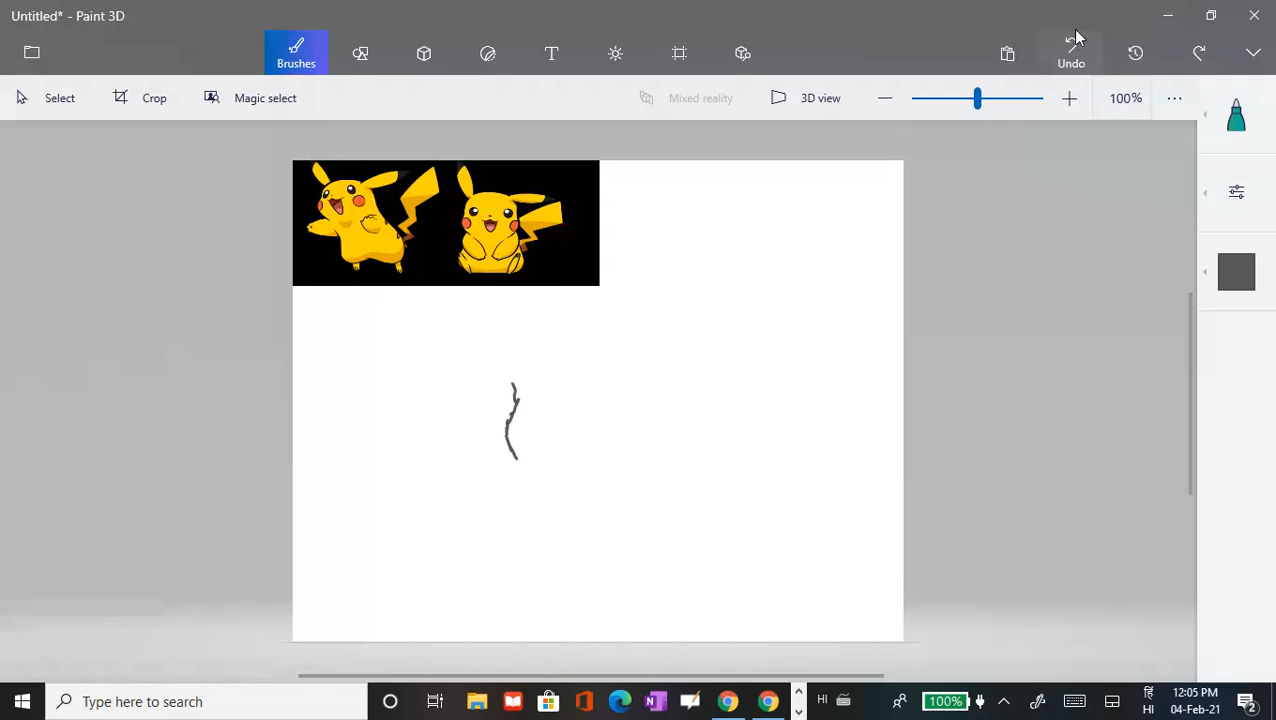 Untitled* - Paint 3D
Brushes
Undo
Select
Crop
Magic select
Mixed reality
3D view
100%
Type here to search
HI
100%
हि
HI
12:05 PM
04-Feb-21
2